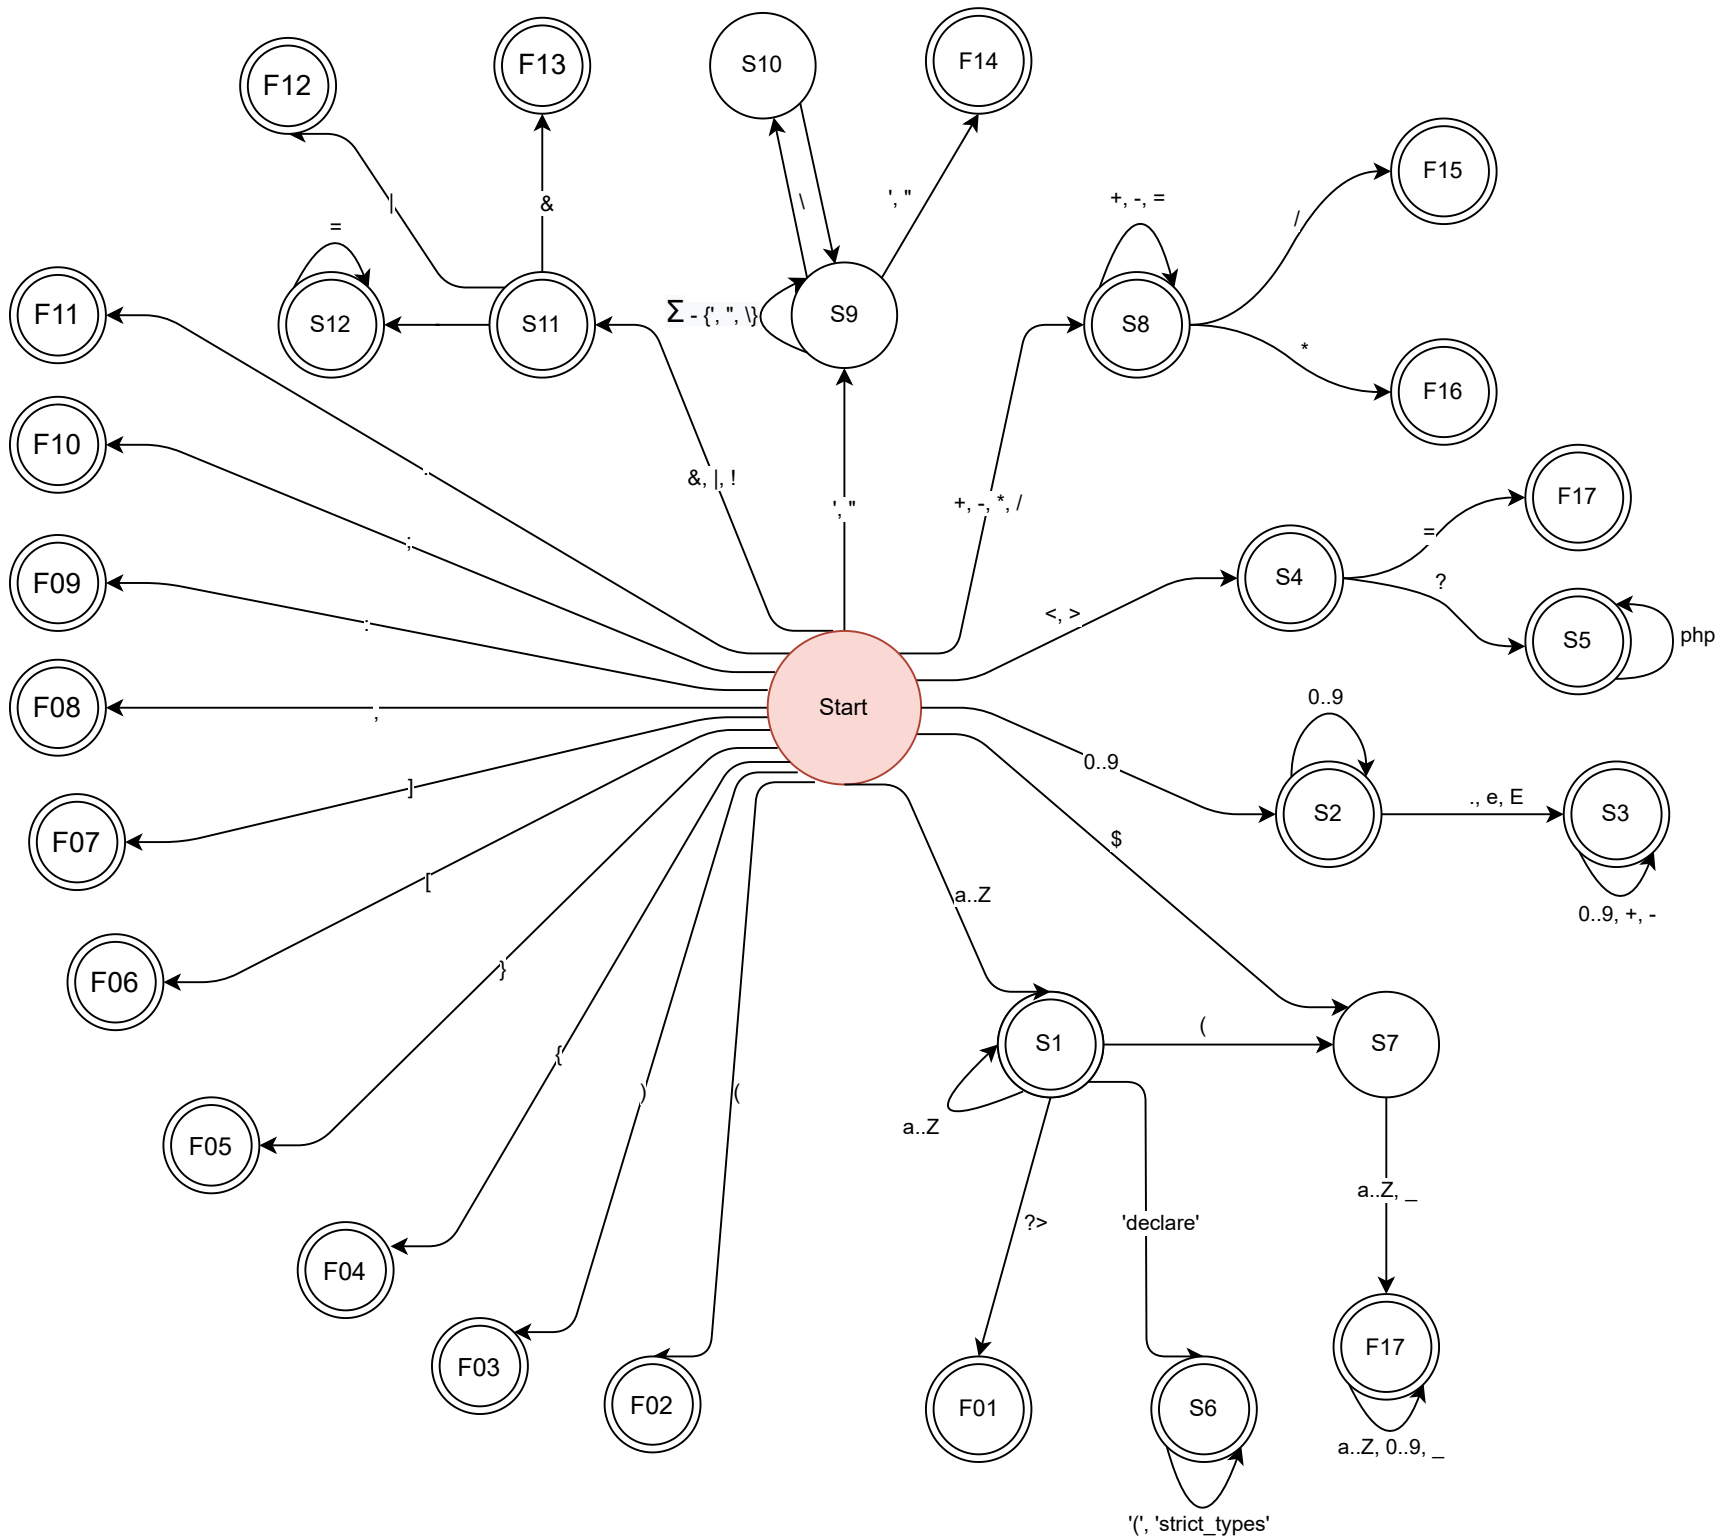 F12
F13
S10
F14
F15
|
&
\
', "
+, -, =
/
=
F11
S12
S11
Σ - {', ", \}
S9
S8
*
F16
F10
.
&, |, !
', "
+, -, *, /
F17
=
;
F09
S4
?
<, >
:
S5
php
F08
,
Start
0..9
0..9
]
F07
S2
., e, E
S3
$
[
a..Z
0..9, +, -
F06
}
{
S1
(
S7
)
(
a..Z
F05
a..Z, _
?>
'declare'
F04
F03
F17
F02
F01
S6
a..Z, 0..9, _
'(', 'strict_types'